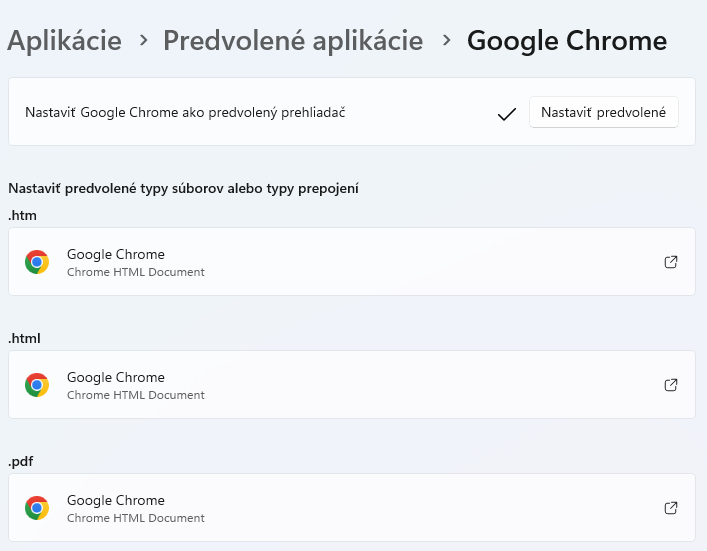 Aplikácie > Predvolené aplikácie > Google Chrome
Nastaviť Google Chrome ako predvolený prehliadač
Nastaviť predvolené
Nastaviť predvolené typy súborov alebo typy prepojení
.htm
Google Chrome
Chrome HTML Document
.html
Google Chrome
Chrome HTML Document
.pdf
Google Chrome
Chrome HTML Document